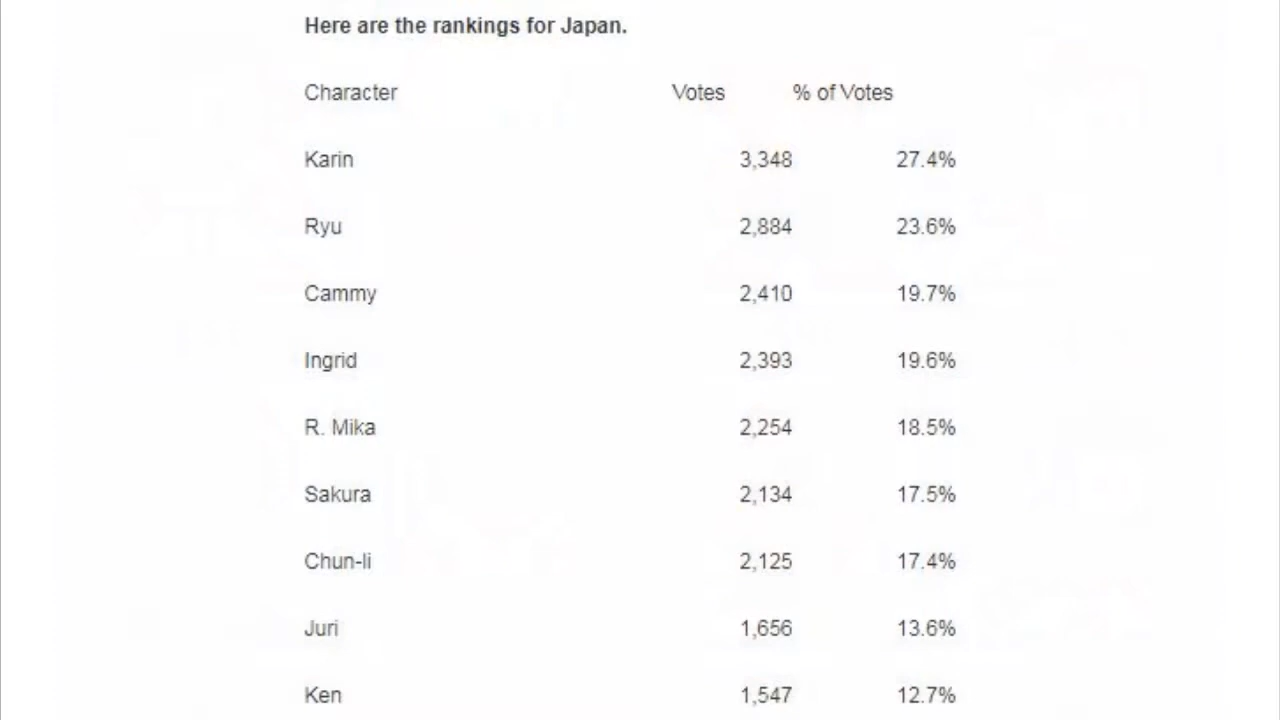 Here are the rankings for Japan.
Character Votes % of Votes
Karin 3,348 27.4%
Ryu 2,884 23.6%
Cammy 2,410 19.7%
Ingrid 2,393 19.6%
R. Mika 2,254 18.5%
Sakura 2,134 17.5%
Chun-li 2,125 17.4%
Juri 1,656 13.6%
Ken 1,547 12.7%